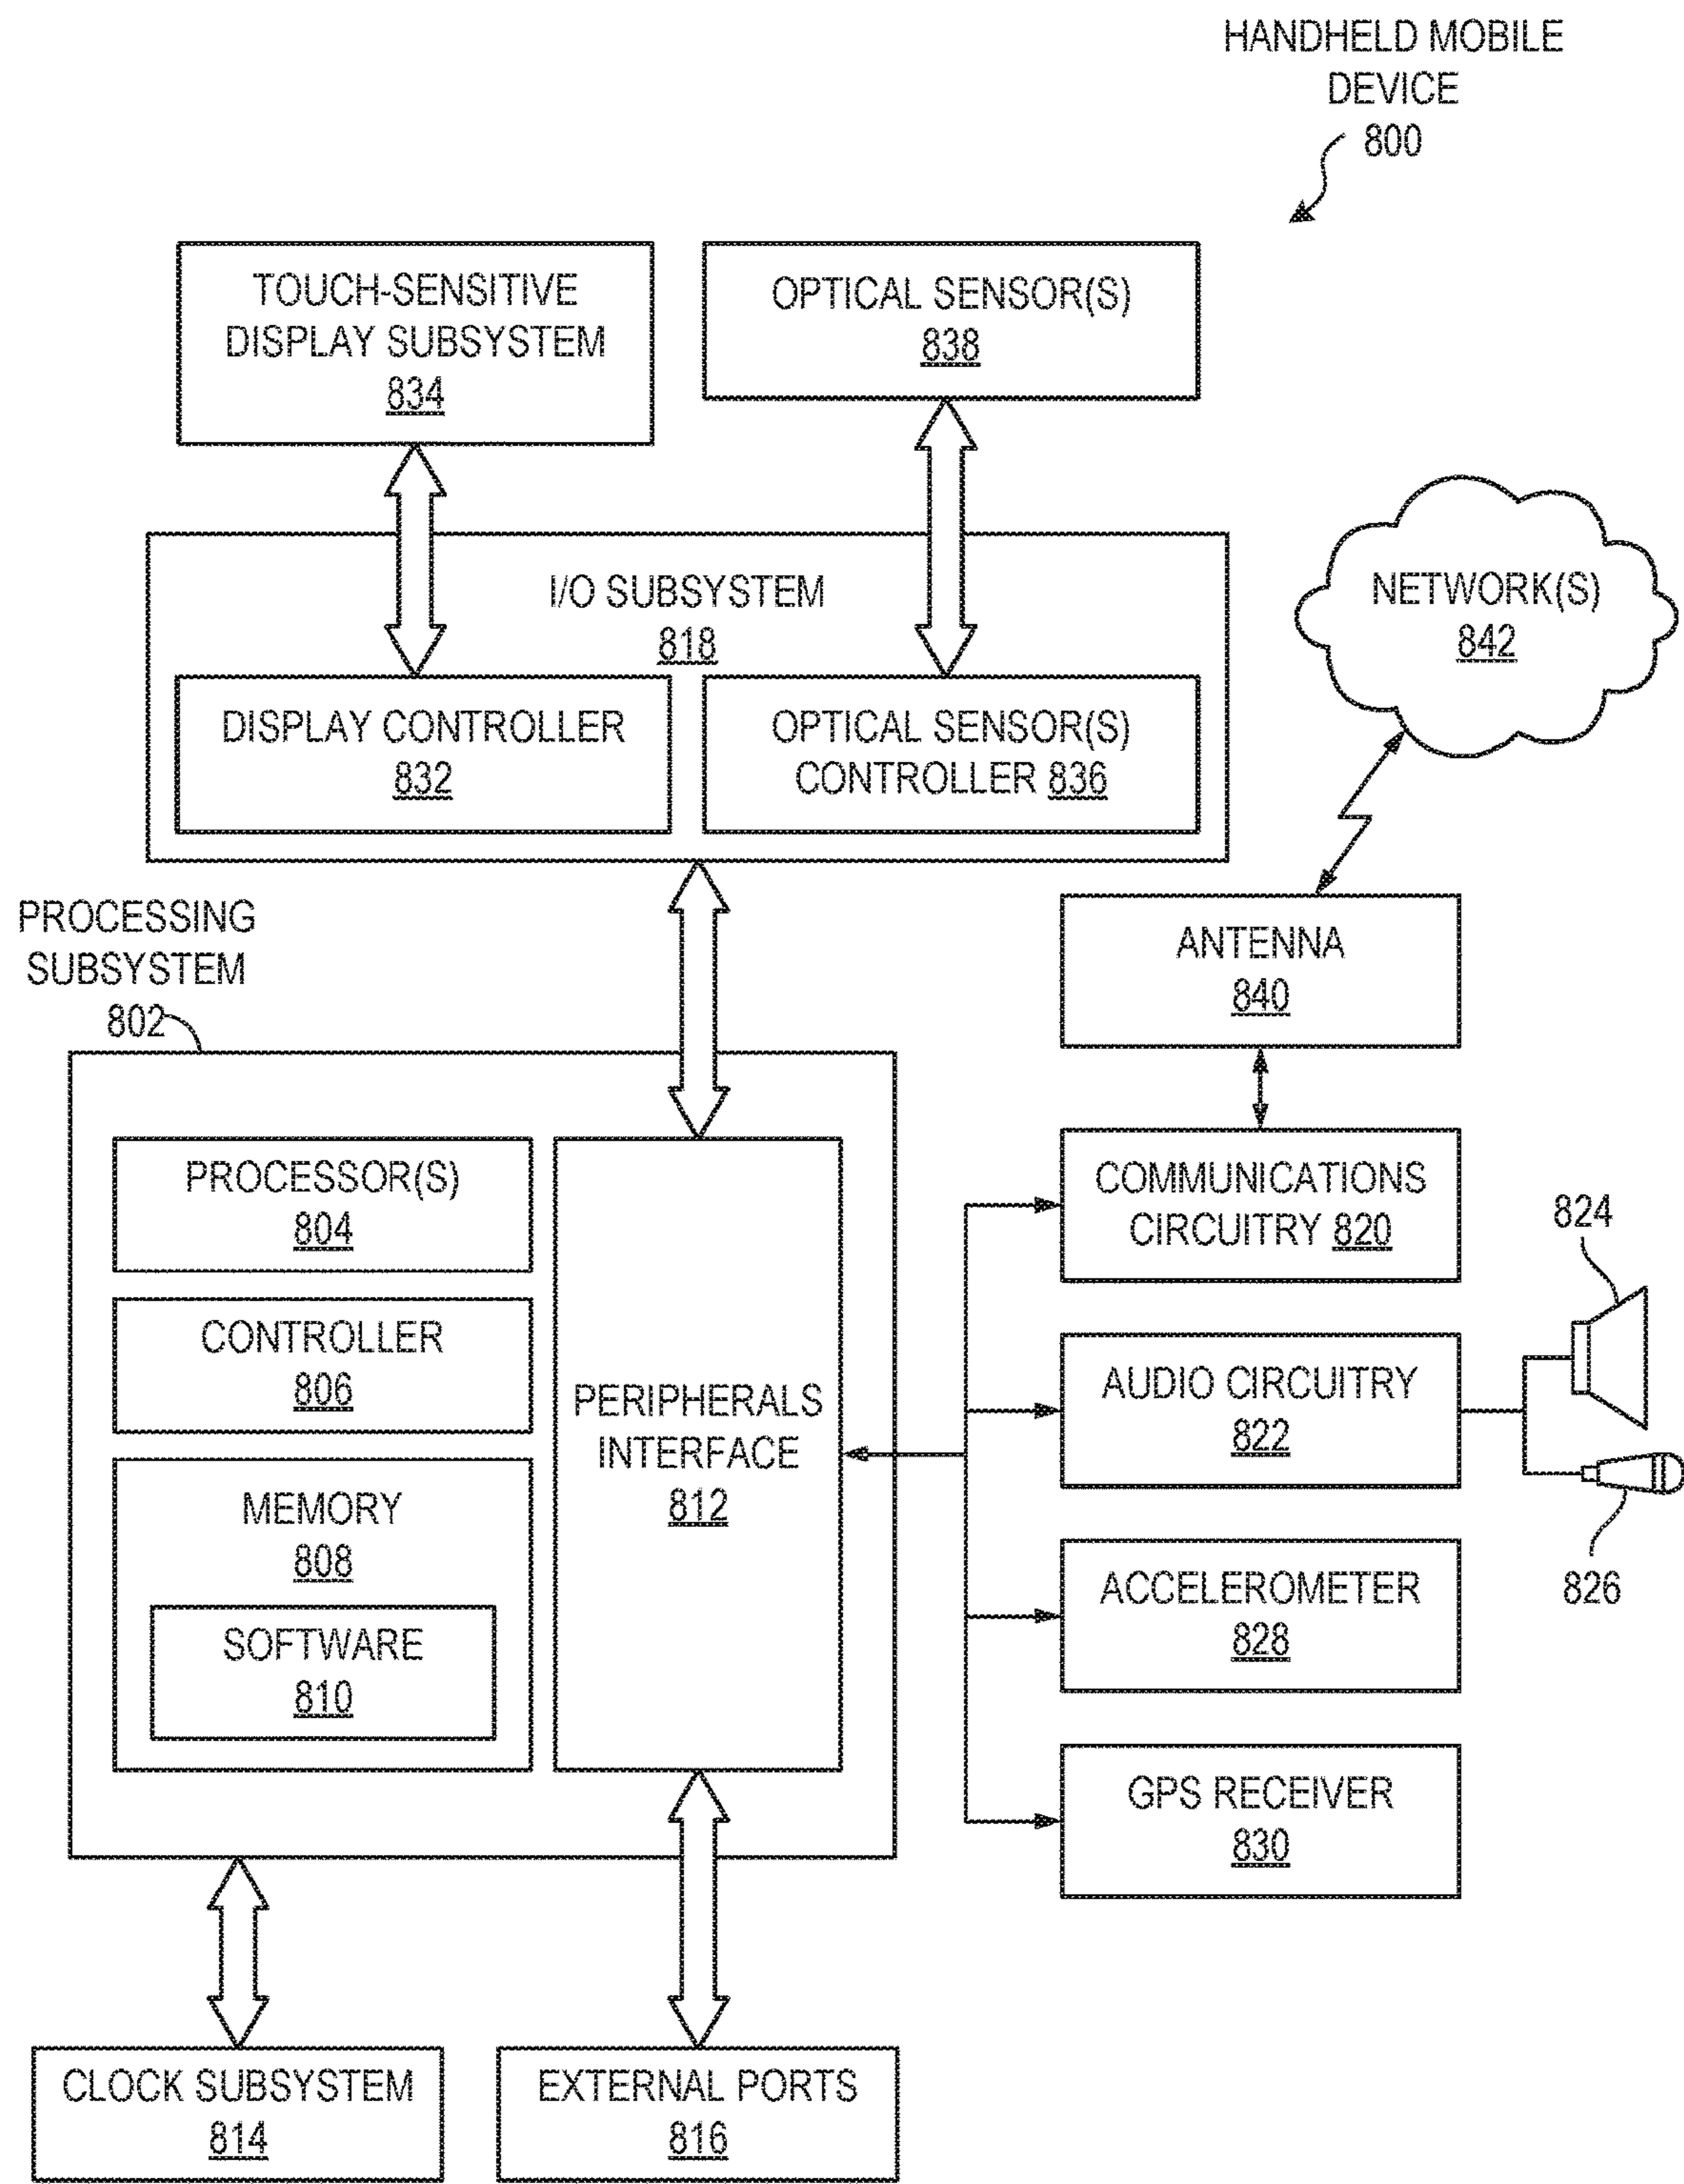 HANDHELD MOBILE
DEVICE
800
TOUCH-SENSITIVE
DISPLAY SUBSYSTEM
834
OPTICAL SENSOR(S)
838
I/O SUBSYSTEM
818
NETWORK(S)
842
DISPLAY CONTROLLER
832
OPTICAL SENSOR(S)
CONTROLLER 836
PROCESSING
SUBSYSTEM
802
ANTENNA
840
PROCESSOR(S)
804
COMMUNICATIONS
CIRCUITRY 820
824
CONTROLLER
806
PERIPHERALS
INTERFACE
812
AUDIO CIRCUITRY
822
826
MEMORY
808
SOFTWARE
810
ACCELEROMETER
828
GPS RECEIVER
830
CLOCK SUBSYSTEM
814
EXTERNAL PORTS
816